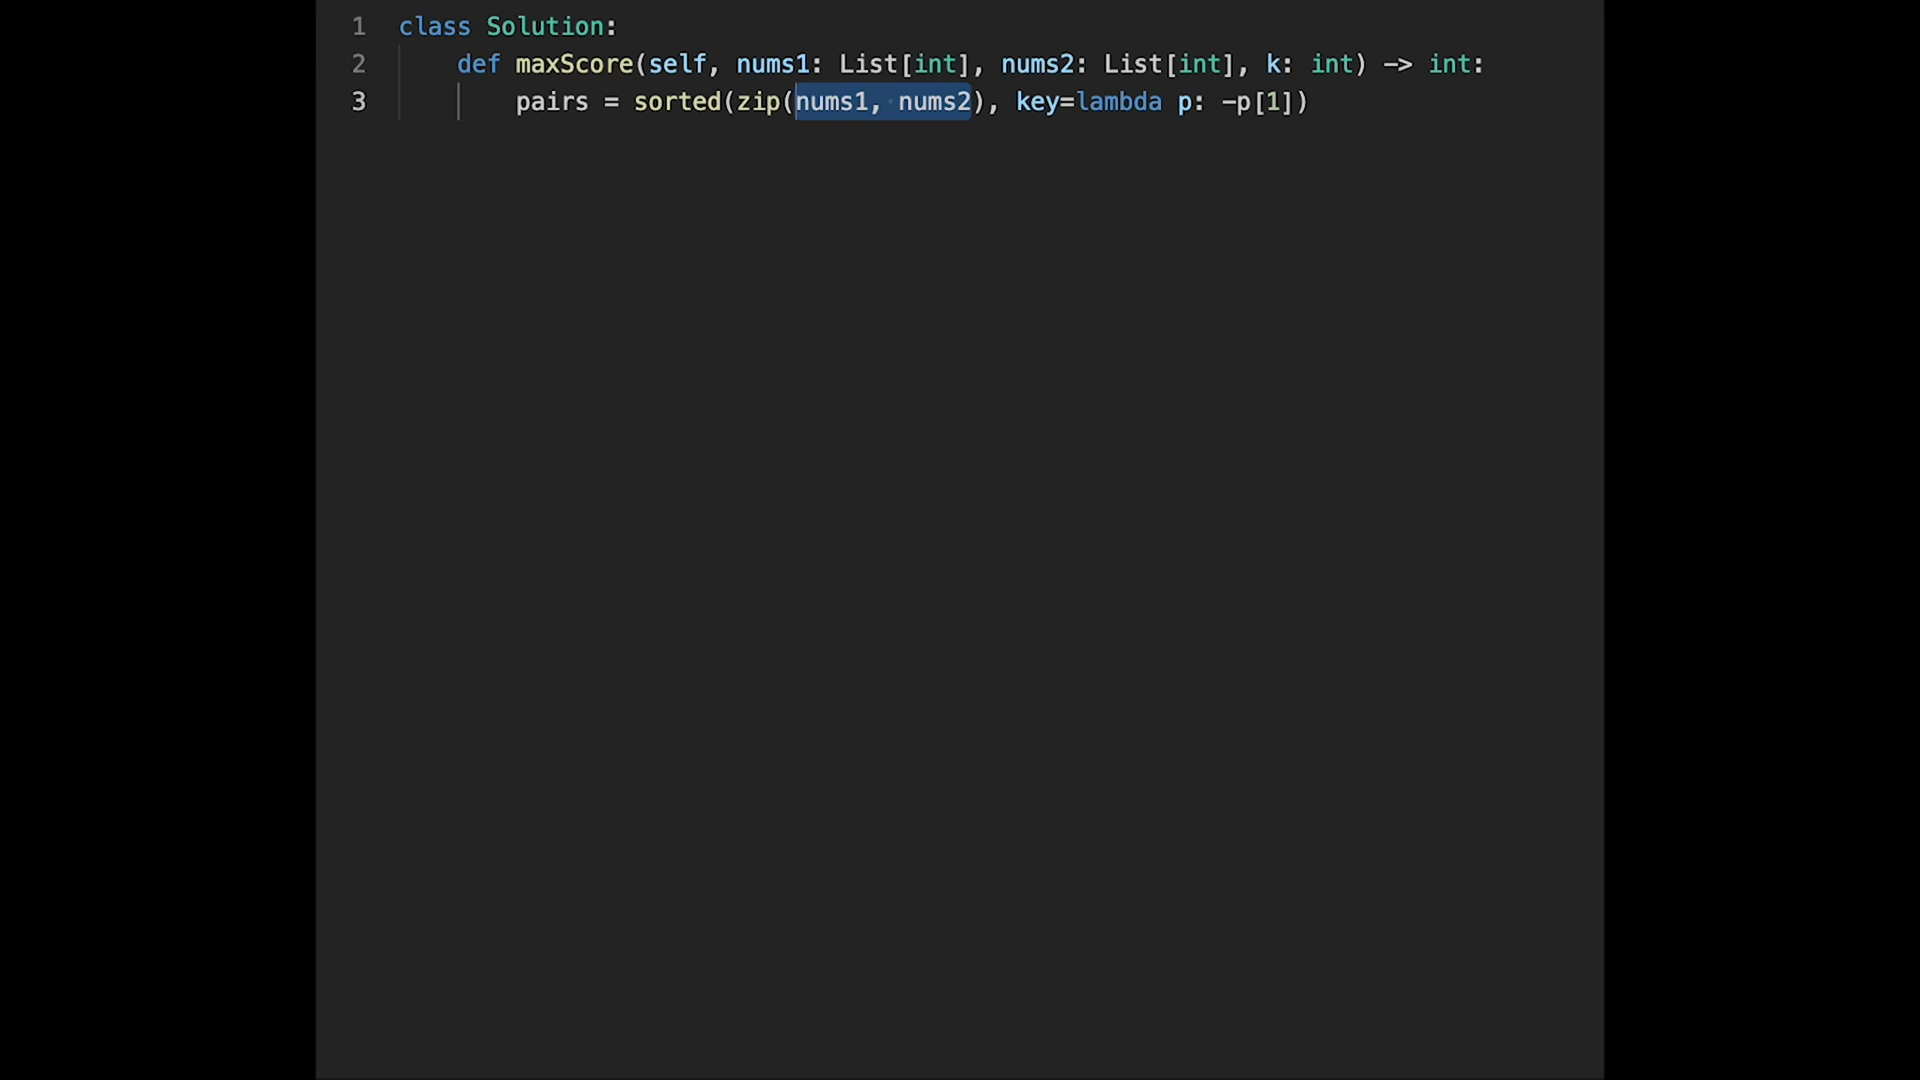 1 class Solution:
2 def maxScore(self, nums1: List[int], nums2: List[int], k: int) -> int:
3 pairs = sorted(zip(nums1, nums2), key=lambda p: -p[1])